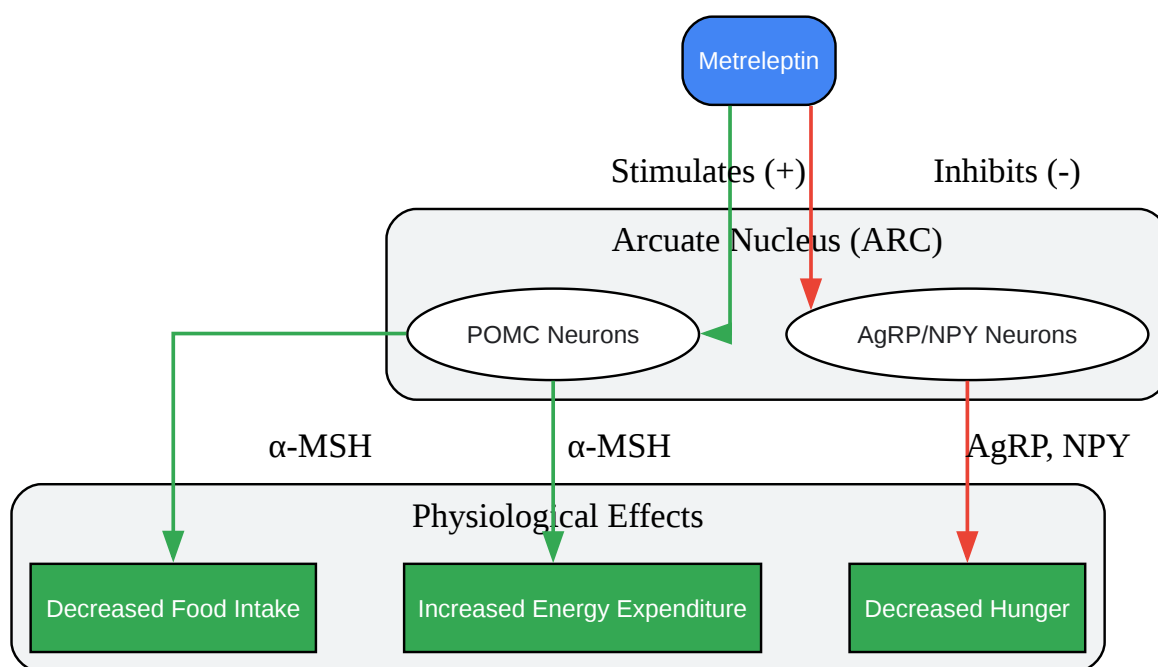 Metreleptin
Stimulates (+)
Inhibits (-)
Arcuate Nucleus (ARC)
POMC Neurons
AgRP/NPY Neurons
α-MSH
α-MSH
AgRP, NPY
Physiological Effects
Decreased Food Intake
Increased Energy Expenditure
Decreased Hunger